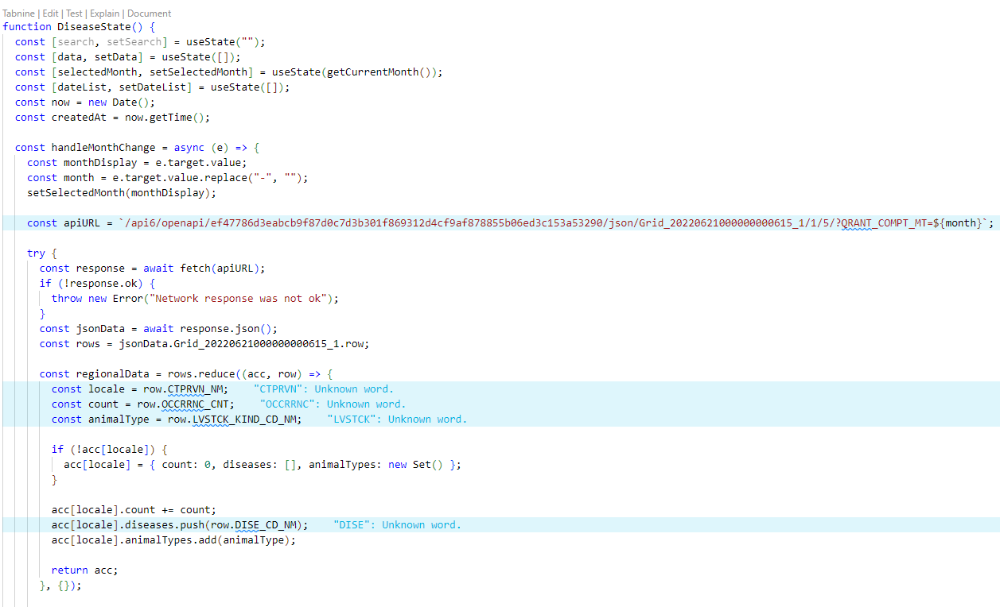 Tabnine | Edit | Test | Explain | Document
function DiseaseState() {
const [search, setSearch] = useState("");
const [data, setData] = useState([]);
const [selectedMonth, setSelectedMonth] = useState(getCurrentMonth());
const [dateList, setDateList] = useState([]);
const now = new Date();
const createdAt = now.getTime();
const handleMonthChange = async (e) => {
const monthDisplay = e.target.value;
const month = e.target.value.replace("-", "");
setSelectedMonth(monthDisplay);
const apiURL = `/api6/openapi/ef47786d3eabcb9f87d0c7d3b301f869312d4cf9af878855b06ed3c153a53290/json/Grid_20220621000000000615_1/1/5/?QRANT_COMPT_MT=${month}`;
try {
const response = await fetch(apiURL);
if (!response.ok) {
throw new Error("Network response was not ok");
}
const jsonData = await response.json();
const rows = jsonData.Grid_20220621000000000615_1.row;
const regionalData = rows.reduce((acc, row) => {
const locale = row.CTPRVN_NM; "CTPRVN": Unknown word.
const count = row.OCCRRNC_CNT; "OCCRRNC": Unknown word.
const animalType = row.LVSTCK_KIND_CD_NM; "LVSTCK": Unknown word.
if (!acc[locale]) {
acc[locale] = { count: 0, diseases: [], animalTypes: new Set() };
}
acc[locale].count += count;
acc[locale].diseases.push(row.DISE_CD_NM); "DISE": Unknown word.
acc[locale].animalTypes.add(animalType);
return acc;
}, {});